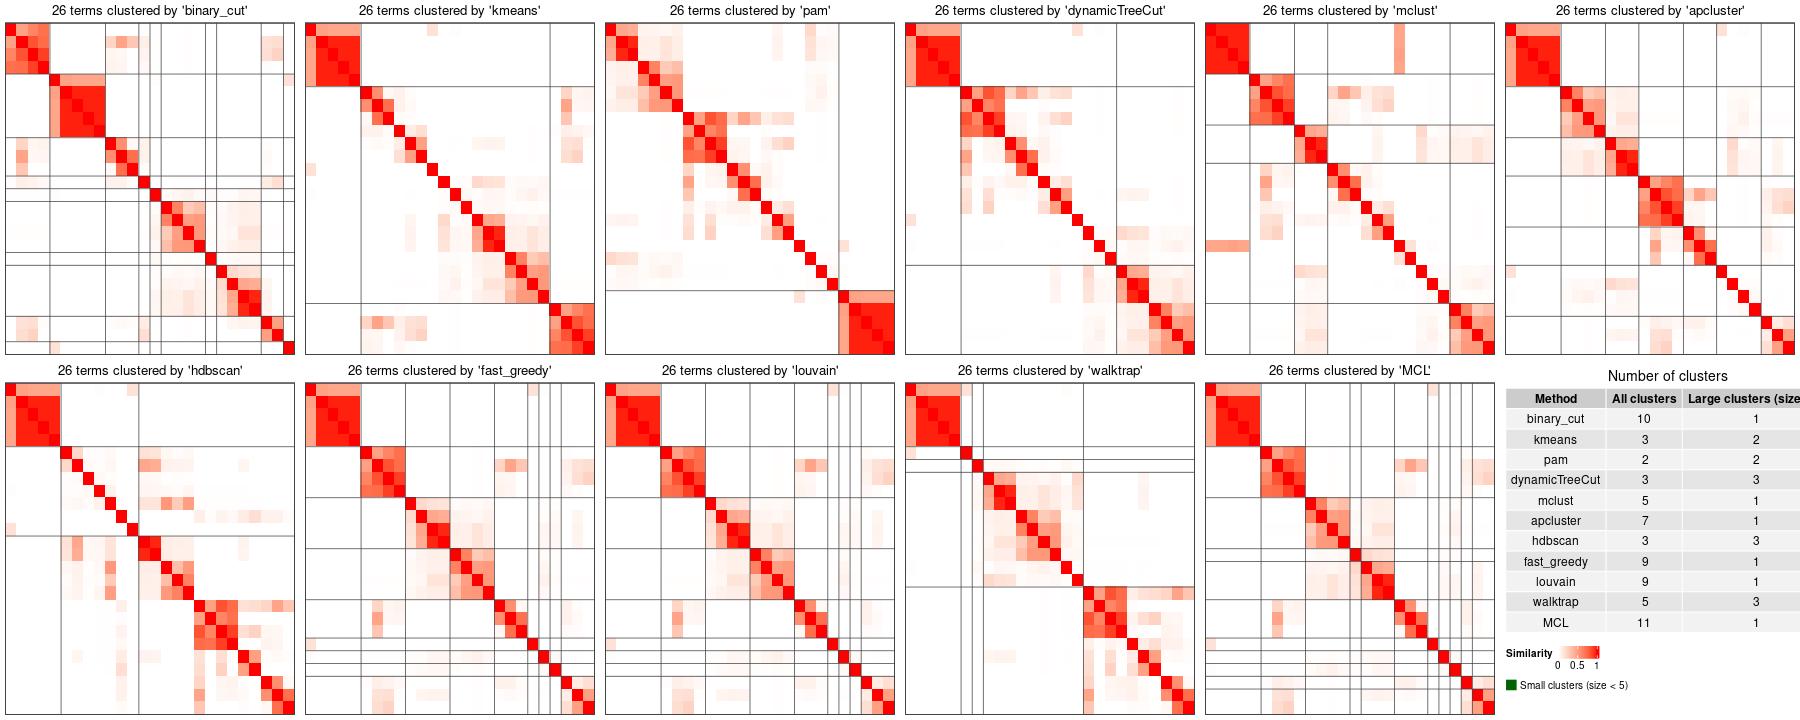 26 terms clustered by 'binary_cut'
26 terms clustered by 'kmeans'
26 terms clustered by 'pam'
26 terms clustered by 'dynamicTreeCut'
26 terms clustered by 'mclust'
26 terms clustered by 'apcluster'
26 terms clustered by 'hdbscan'
26 terms clustered by 'fast_greedy'
26 terms clustered by 'louvain'
26 terms clustered by 'walktrap'
26 terms clustered by 'MCL'
Number of clusters
Method All clusters Large clusters (size
binary_cut 10 1
kmeans 3 2
pam 2 2
dynamicTreeCut 3 3
mclust 5 1
apcluster 7 1
hdbscan 3 3
fast_greedy 9 1
louvain 9 1
walktrap 5 3
MCL 11 1
Similarity
0 0.5 1
Small clusters (size < 5)